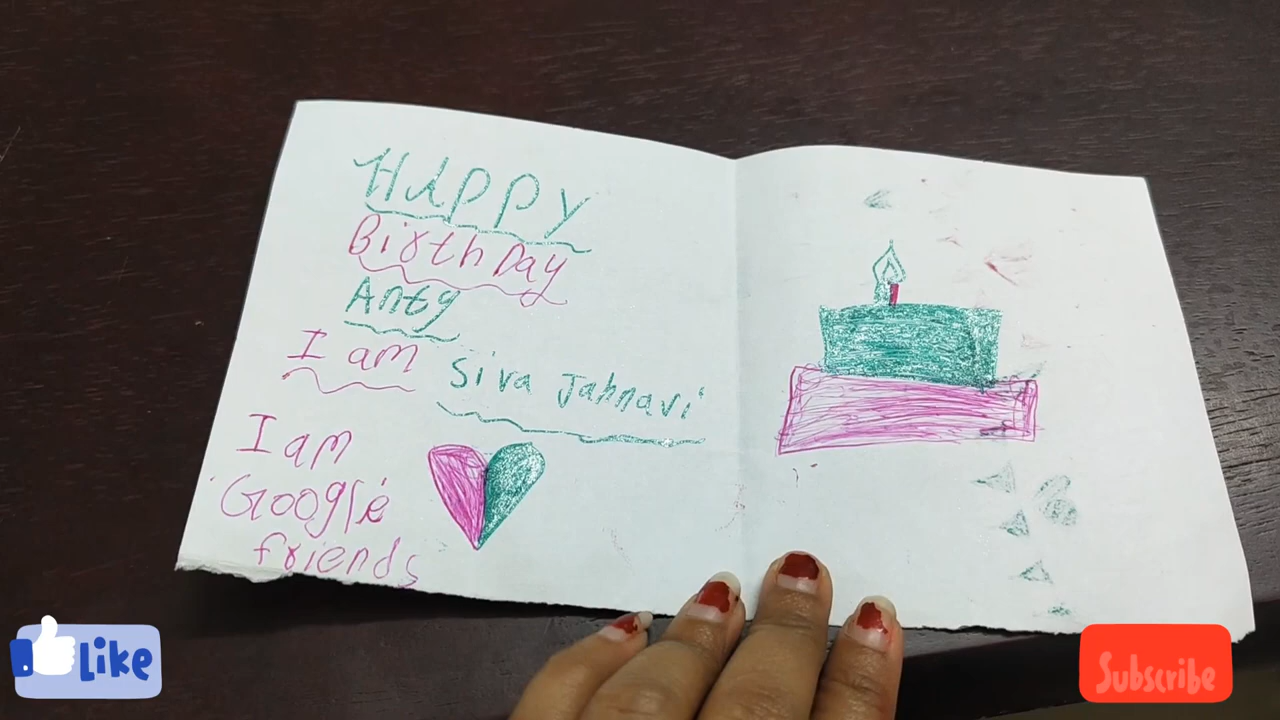 Happy
BirthDay
Anty
I am siva Jahnavi
I am
Google
friends
Like
Subscribe